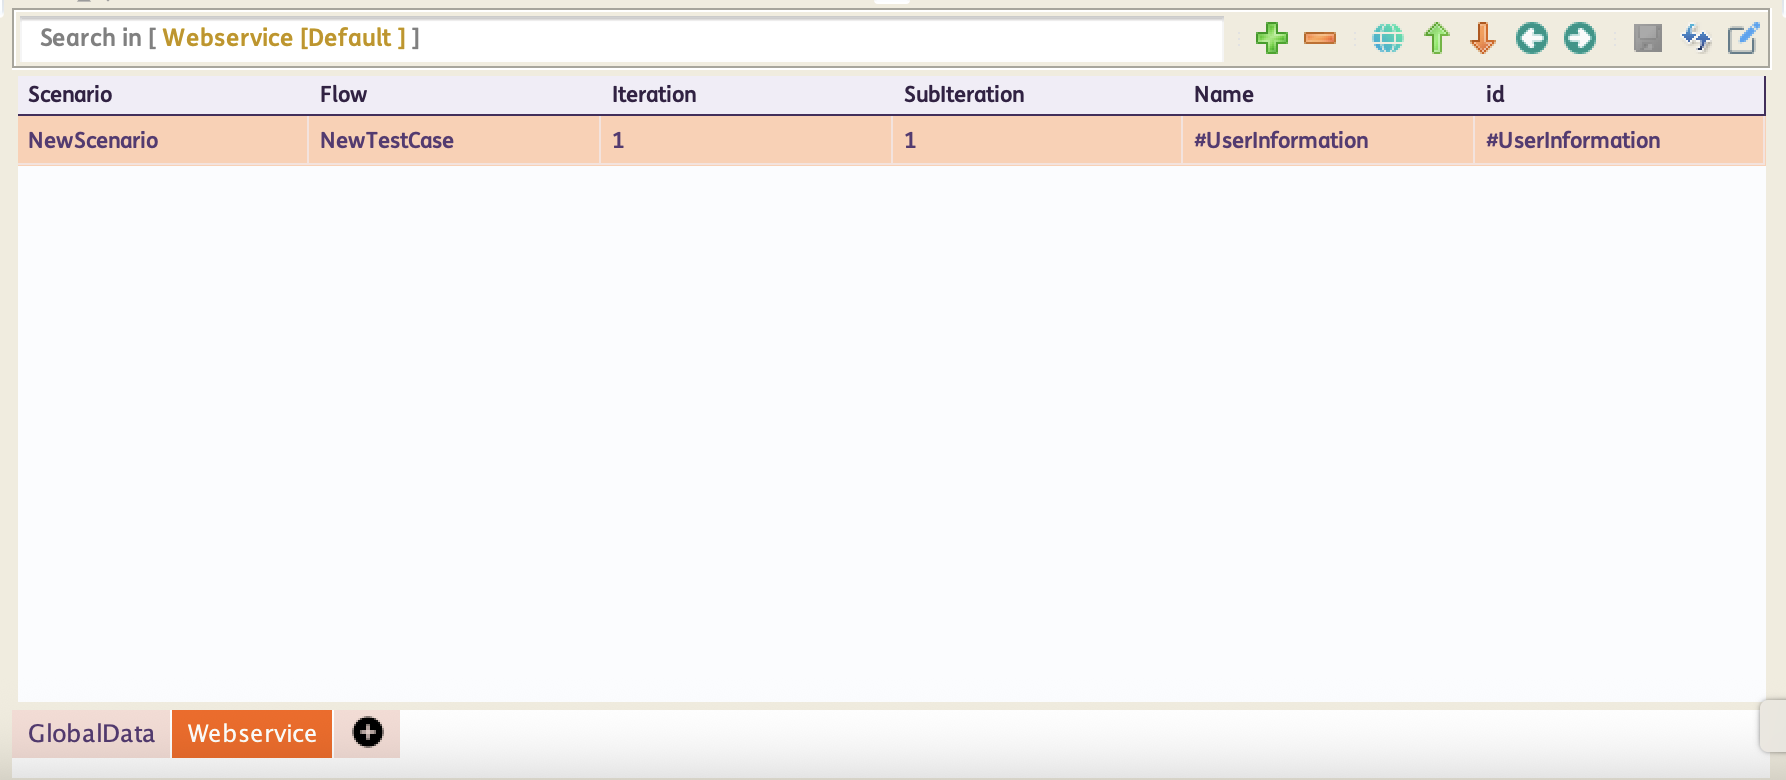 Search in [ Webservice [Default ] ]
Scenario Flow Iteration SubIteration Name id
NewScenario NewTestCase 1 1 #UserInformation #UserInformation
GlobalData Webservice